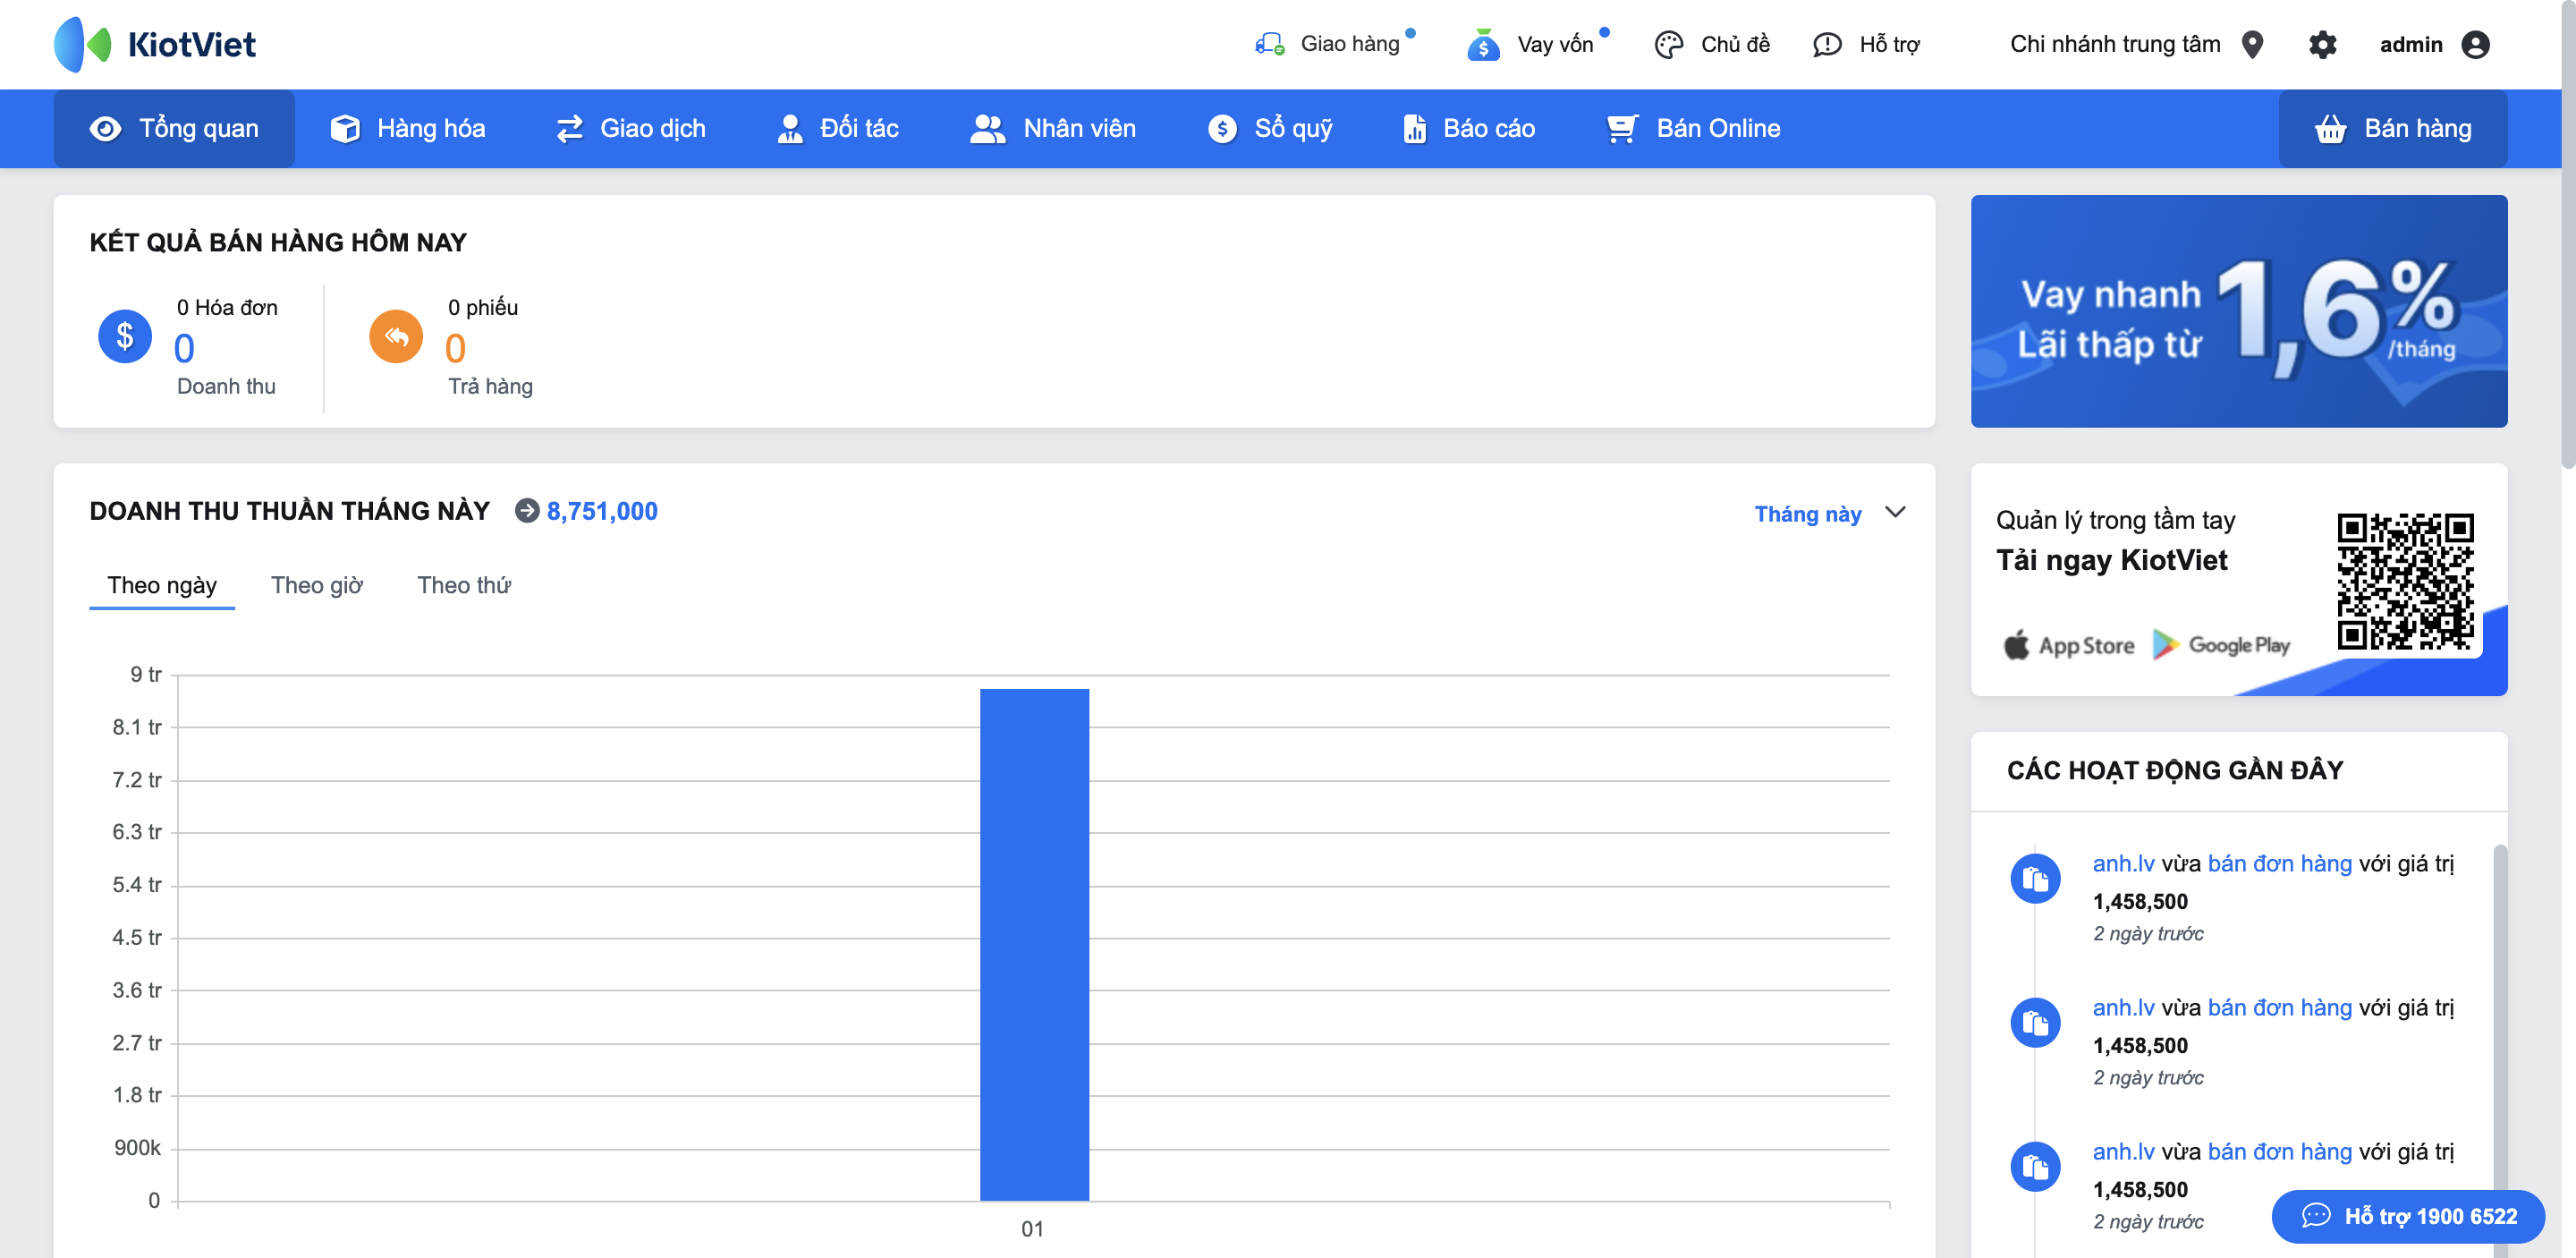 KiotViet
Giao hàng
Vay vốn
Chủ đề
Hỗ trợ
Chi nhánh trung tâm
admin
Tổng quan
Hàng hóa
Giao dịch
Đối tác
Nhân viên
Sổ quỹ
Báo cáo
Bán Online
Bán hàng
KẾT QUẢ BÁN HÀNG HÔM NAY
0 Hóa đơn
0
Doanh thu
0 phiếu
0
Trả hàng
Vay nhanh
Lãi thấp từ
1,6%
/tháng
DOANH THU THUẦN THÁNG NÀY 8,751,000
Tháng này
Theo ngày
Theo giờ
Theo thứ
9 tr
8.1 tr
7.2 tr
6.3 tr
5.4 tr
4.5 tr
3.6 tr
2.7 tr
1.8 tr
900k
0
01
Quản lý trong tầm tay
Tải ngay KiotViet
App Store
Google Play
CÁC HOẠT ĐỘNG GẦN ĐÂY
anh.lv vừa bán đơn hàng với giá trị
1,458,500
2 ngày trước
anh.lv vừa bán đơn hàng với giá trị
1,458,500
2 ngày trước
anh.lv vừa bán đơn hàng với giá trị
1,458,500
2 ngày trước
Hỗ trợ 1900 6522